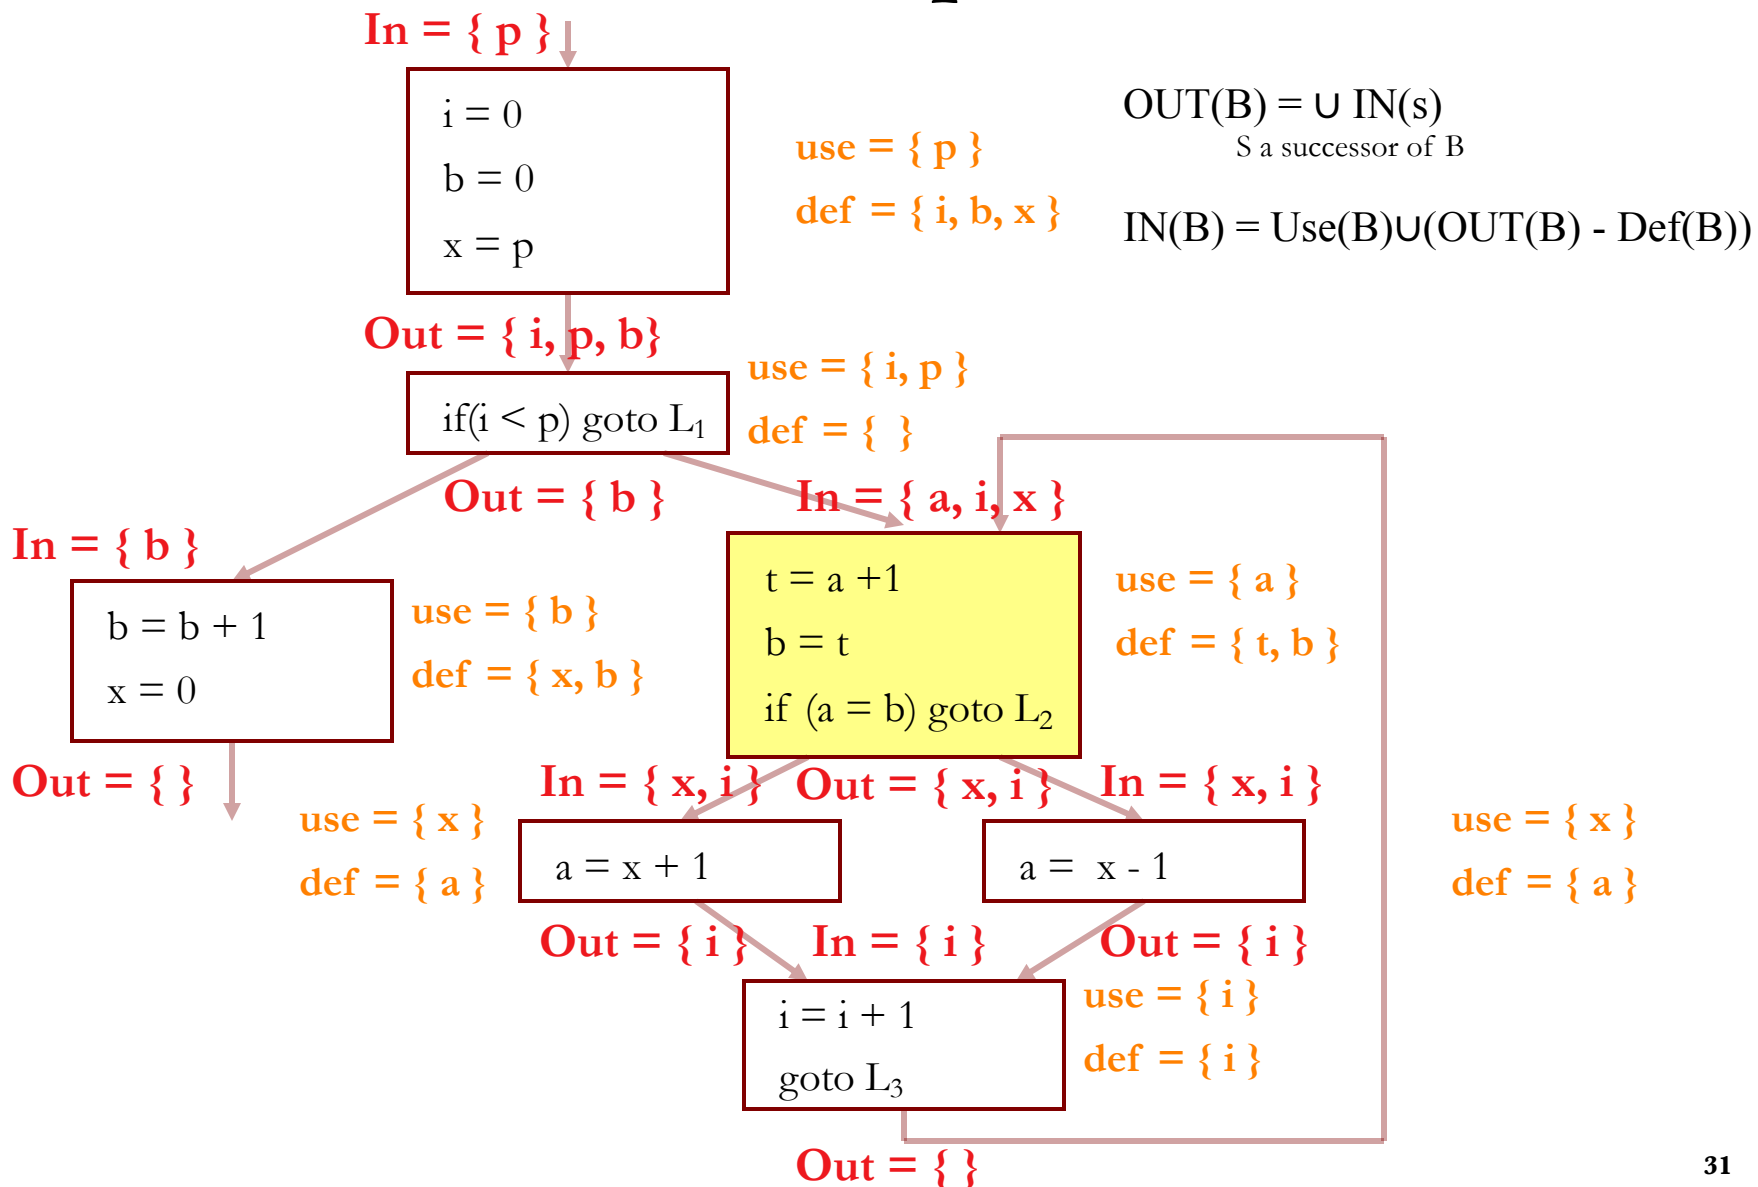 In = { p }
i = 0
b = 0
x = p
use = { p }
def = { i, b, x }
OUT(B) = ∪ IN(s)
S a successor of B
IN(B) = Use(B)∪(OUT(B) - Def(B))
Out = { i, p, b}
if(i < p) goto L₁
use = { i, p }
def = { }
Out = { b }
In = { a, i, x }
In = { b }
b = b + 1
x = 0
use = { b }
def = { x, b }
Out = { }
t = a +1
b = t
if (a = b) goto L₂
use = { a }
def = { t, b }
In = { x, i }
Out = { x, i }
In = { x, i }
use = { x }
def = { a }
a = x + 1
a = x - 1
use = { x }
def = { a }
Out = { i }
In = { i }
Out = { i }
i = i + 1
goto L₃
use = { i }
def = { i }
Out = { }
31